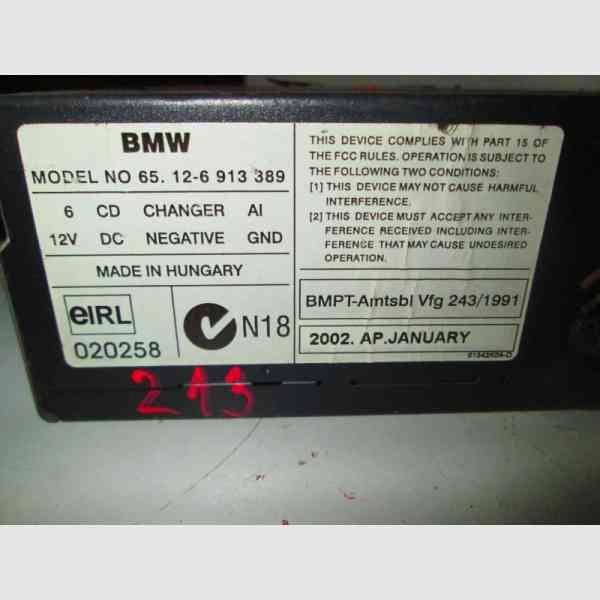 BMW
MODEL NO 65. 12-6 913 389
6 CD CHANGER AI
12V DC NEGATIVE GND
MADE IN HUNGARY
eIRL
020258
N18
THIS DEVICE COMPLIES WITH PART 15 OF
THE FCC RULES. OPERATION IS SUBJECT TO
THE FOLLOWING TWO CONDITIONS:
[1] THIS DEVICE MAY NOT CAUSE HARMFUL
INTERFERENCE.
[2] THIS DEVICE MUST ACCEPT ANY INTER-
FERENCE RECEIVED INCLUDING INTER-
FERENCE THAT MAY CAUSE UNDESIRED
OPERATION.
BMPT-Amtsbl Vfg 243/1991
2002. AP.JANUARY
213